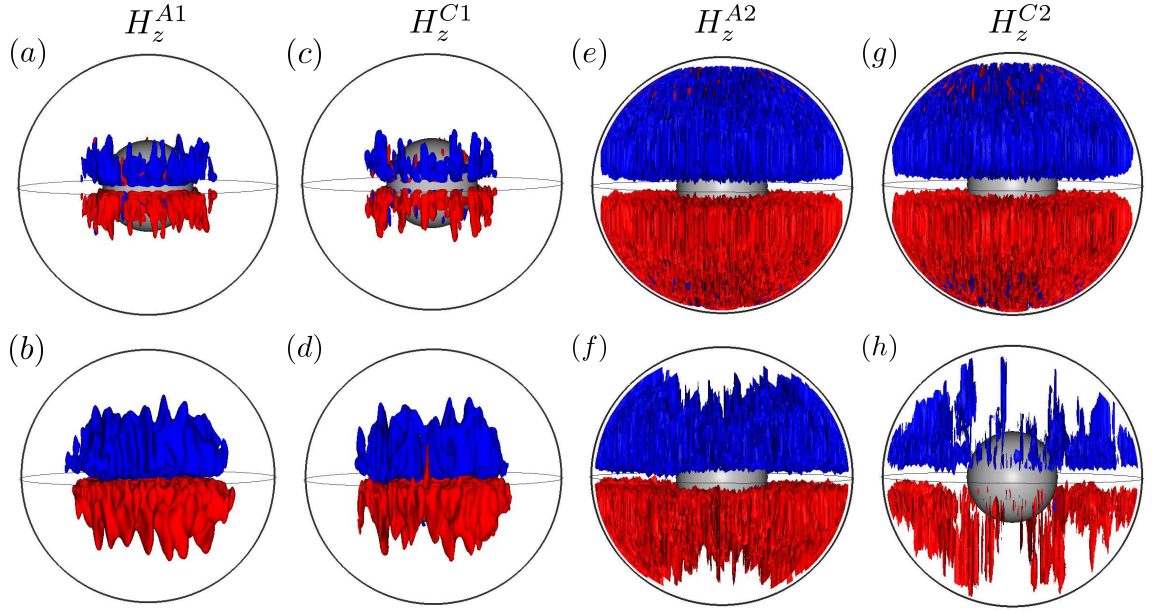 $H_z^{A1}$ $H_z^{C1}$ $H_z^{A2}$ $H_z^{C2}$
(a) (c) (e) (g)
(b) (d) (f) (h)